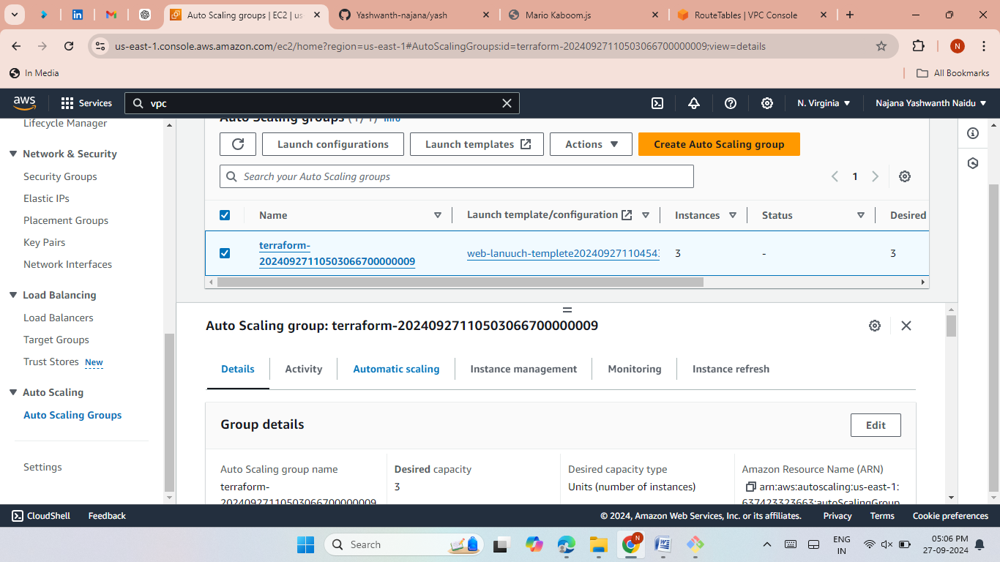 Auto Scaling groups | EC2 | us-
Yashwanth-najana/yash
Mario Kaboom.js
RouteTables | VPC Console
us-east-1.console.aws.amazon.com/ec2/home?region=us-east-1#AutoScalingGroups:id=terraform-20240927110503066700000009;view=details
N
In Media
All Bookmarks
aws
Services
vpc
N. Virginia
Najana Yashwanth Naidu
Lifecycle Manager
Network & Security
Security Groups
Elastic IPs
Placement Groups
Key Pairs
Network Interfaces
Load Balancing
Load Balancers
Target Groups
Trust Stores New
Auto Scaling
Auto Scaling Groups
Settings
Auto Scaling groups (1/1) Info
Launch configurations
Launch templates
Actions
Create Auto Scaling group
Search your Auto Scaling groups
1
Name
Launch template/configuration
Instances
Status
Desired
terraform-
20240927110503066700000009
web-lanuuch-templete202409271104543
3
-
3
Auto Scaling group: terraform-20240927110503066700000009
Details
Activity
Automatic scaling
Instance management
Monitoring
Instance refresh
Group details
Edit
Auto Scaling group name
terraform-
20240927110503066700000009
Desired capacity
3
Desired capacity type
Units (number of instances)
Amazon Resource Name (ARN)
arn:aws:autoscaling:us-east-1:
637423323663:autoScalingGroup
CloudShell
Feedback
© 2024, Amazon Web Services, Inc. or its affiliates.
Privacy
Terms
Cookie preferences
Search
N
ENG
IN
05:06 PM
27-09-2024